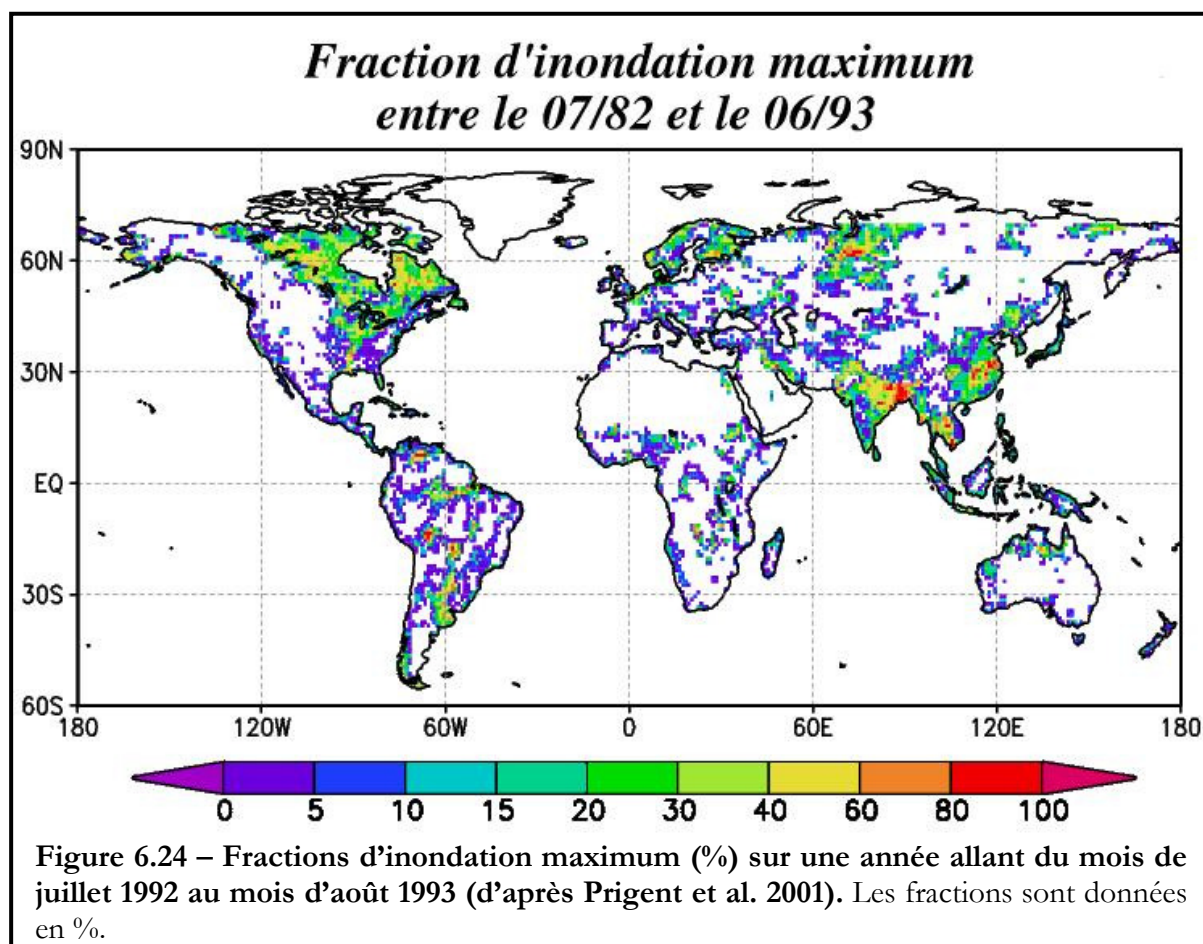 Fraction d'inondation maximum
entre le 07/82 et le 06/93
90N
60N
30N
EQ
30S
60S
180
120W
60W
0
60E
120E
180
0
5
10
15
20
30
40
60
80
100
Figure 6.24 – Fractions d’inondation maximum (%) sur une année allant du mois de
juillet 1992 au mois d’août 1993 (d’après Prigent et al. 2001). Les fractions sont données
en %.